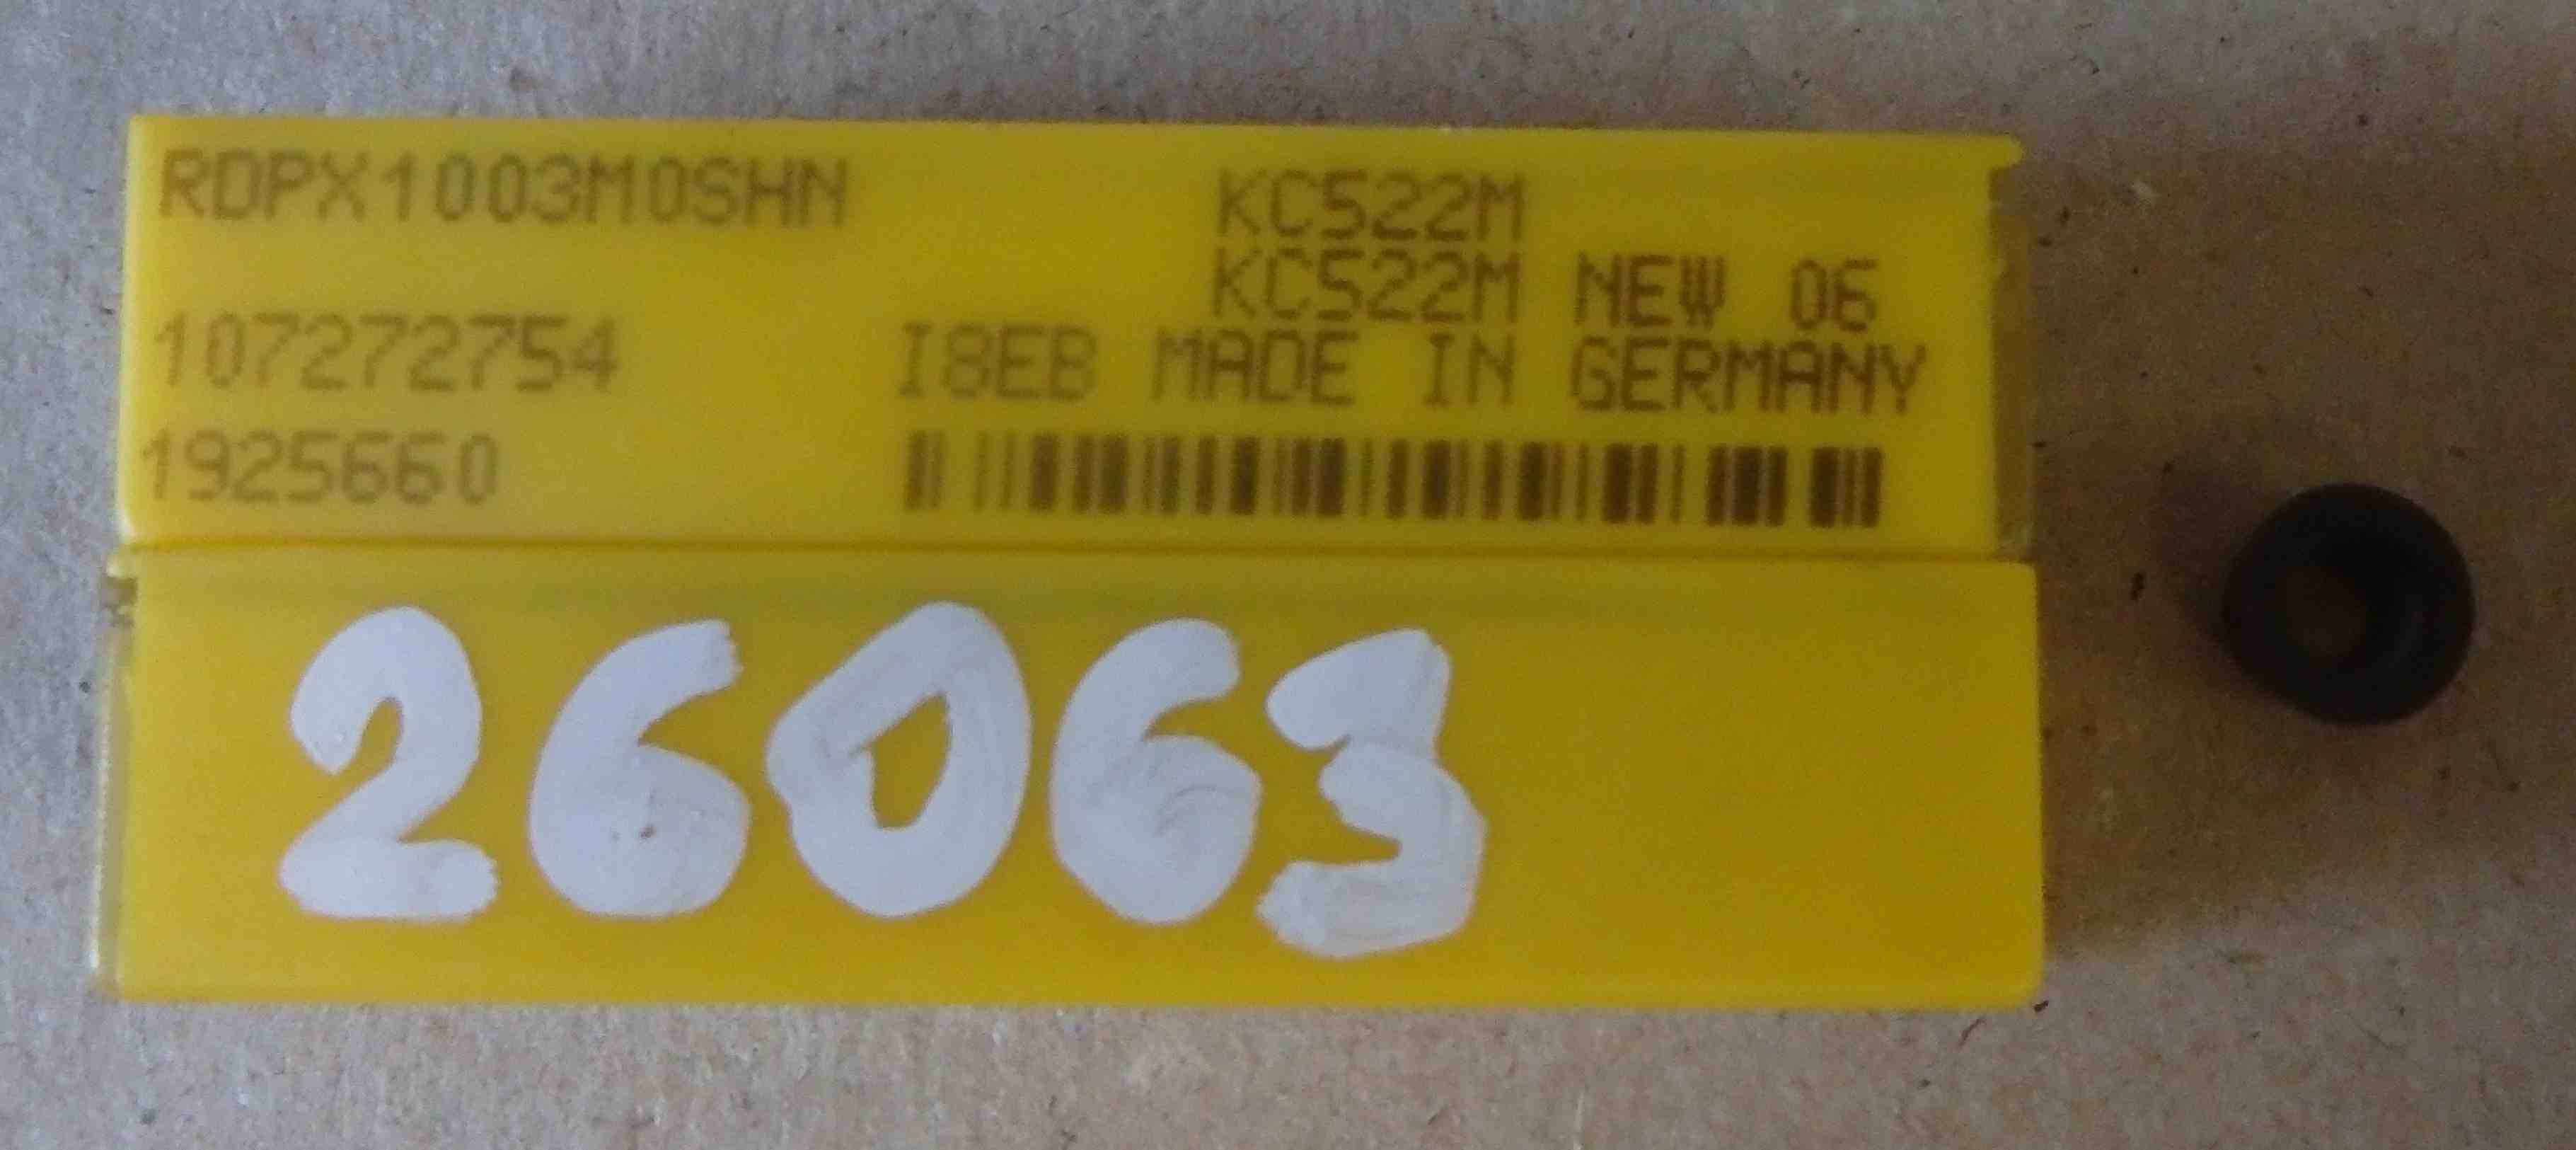 RDPX1003M0SHN KC522M
KC522M NEW 06
107272754 I8EB MADE IN GERMANY
1925660
26063